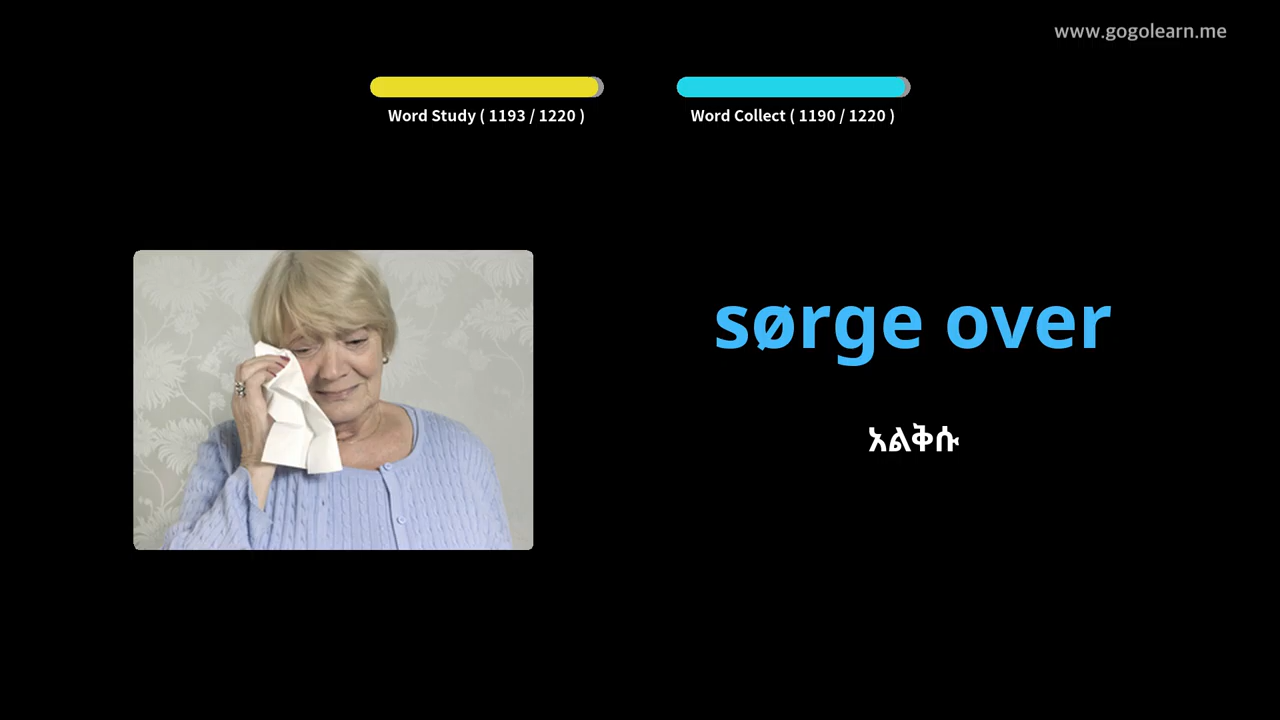 www.gogolearn.me
Word Study ( 1193 / 1220 )
Word Collect ( 1190 / 1220 )
sørge over
አልቅሱ